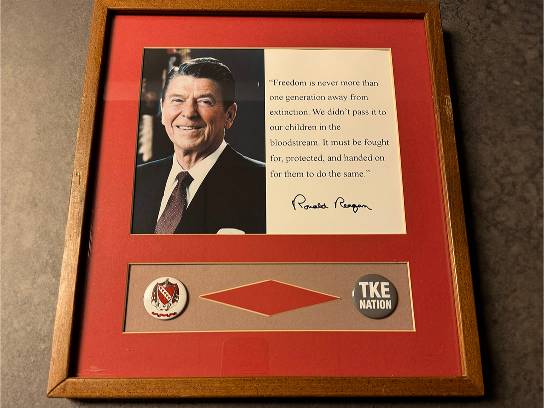 “Freedom is never more than
one generation away from
extinction. We didn’t pass it to
our children in the
bloodstream. It must be fought
for, protected, and handed on
for them to do the same.”
Ronald Reagan
TKE
NATION